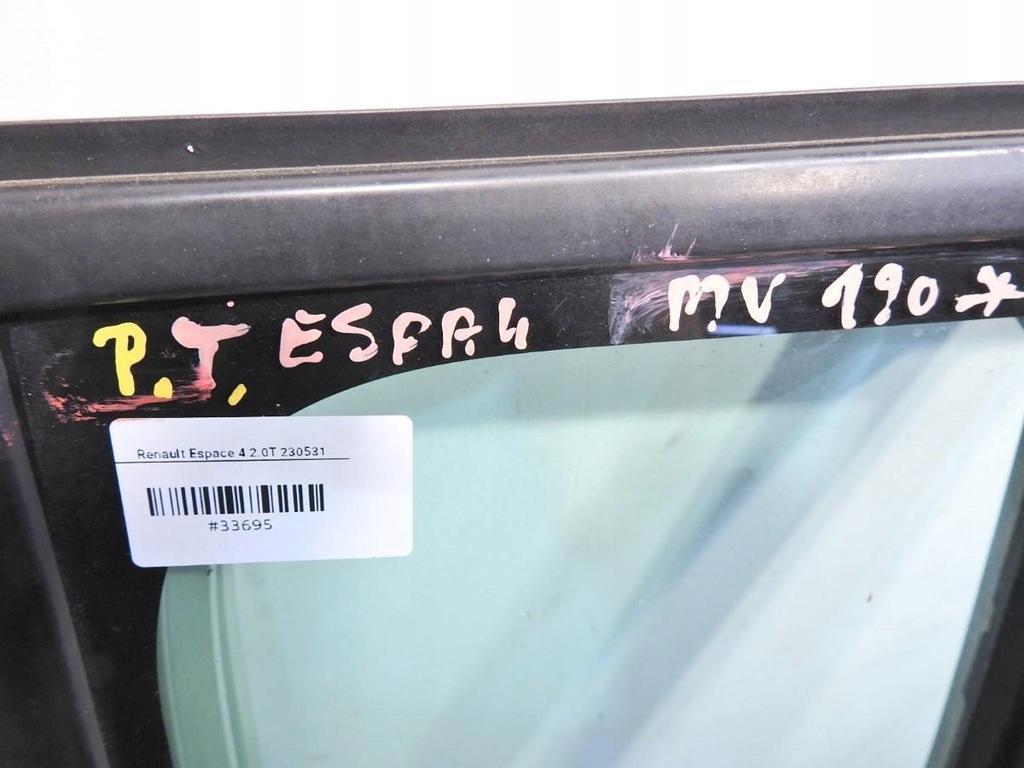 P.T. ESPA4 MV 190*
Renault Espace 4 2.0T 230531
#33695